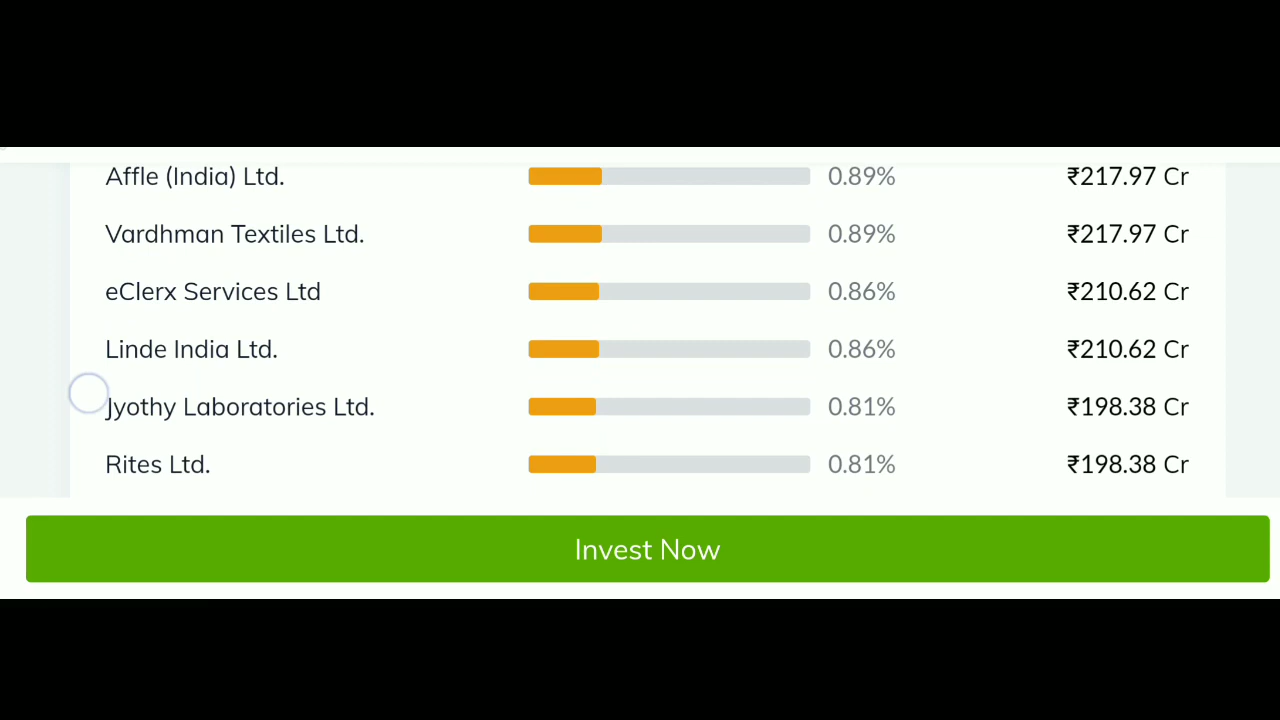 Affle (India) Ltd. 0.89% ₹217.97 Cr
Vardhman Textiles Ltd. 0.89% ₹217.97 Cr
eClerx Services Ltd 0.86% ₹210.62 Cr
Linde India Ltd. 0.86% ₹210.62 Cr
Jyothy Laboratories Ltd. 0.81% ₹198.38 Cr
Rites Ltd. 0.81% ₹198.38 Cr
Invest Now